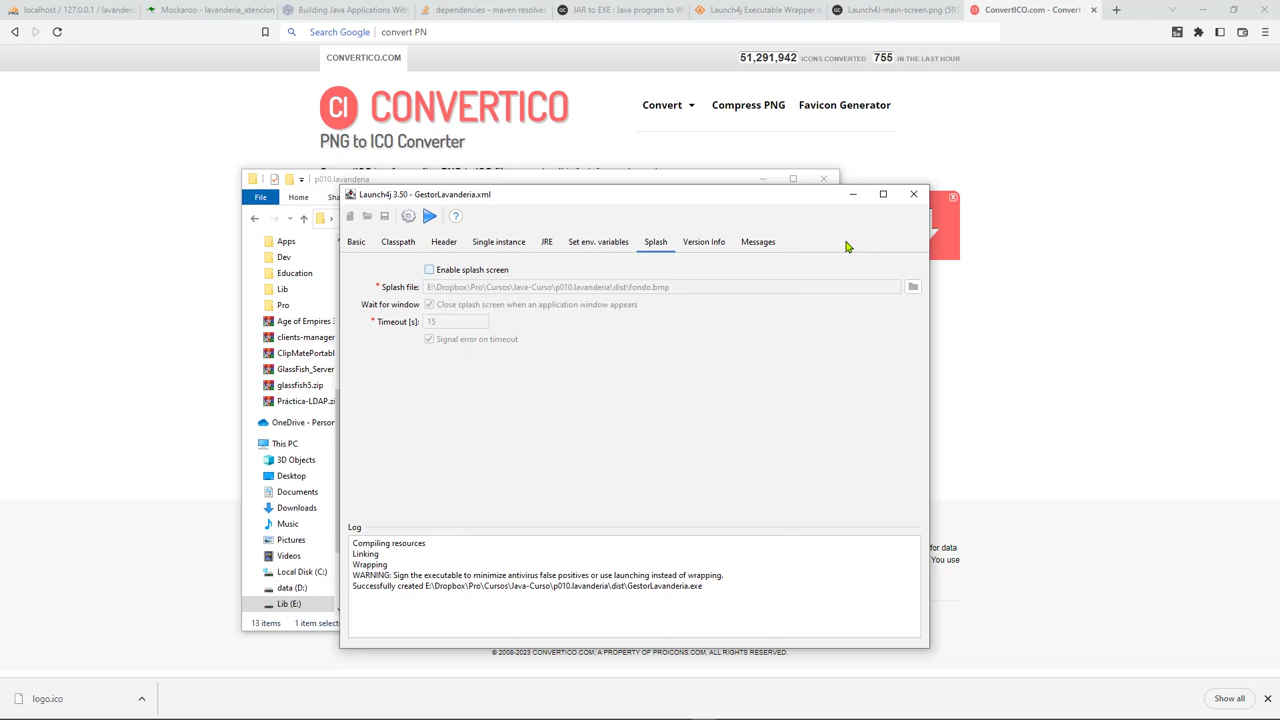 localhost / 127.0.0.1 / lavander
Mockaroo - lavanderia_atencion
Building Java Applications With
dependencies - maven resolves
JAR to EXE : Java program to W
Launch4j Executable Wrapper d
Launch4J-main-screen.png (591
ConvertICO.com - Convert
Search Google
convert PN
CONVERTICO.COM
51,291,942 ICONS CONVERTED 755 IN THE LAST HOUR
CI CONVERTICO
PNG to ICO Converter
Convert
Compress PNG
Favicon Generator
p010.lavanderia
File
Home
Sha
Launch4j 3.50 - GestorLavanderia.xml
Basic
Classpath
Header
Single instance
JRE
Set env. variables
Splash
Version Info
Messages
Enable splash screen
* Splash file: E:\Dropbox\Pro\Cursos\Java-Curso\p010.lavanderia\dist\fondo.bmp
Wait for window Close splash screen when an application window appears
* Timeout [s]: 15
Signal error on timeout
Log
Compiling resources
Linking
Wrapping
WARNING: Sign the executable to minimize antivirus false positives or use launching instead of wrapping.
Successfully created E:\Dropbox\Pro\Cursos\Java-Curso\p010.lavanderia\dist\GestorLavanderia.exe
Apps
Dev
Education
Lib
Pro
Age of Empires 3
clients-manager
ClipMatePortabl
GlassFish_Server
glassfish5.zip
Práctica-LDAP.zi
OneDrive - Person
This PC
3D Objects
Desktop
Documents
Downloads
Music
Pictures
Videos
Local Disk (C:)
data (D:)
Lib (E:)
13 items
1 item select
for data
. You use
© 2008-2023 CONVERTICO.COM, A PROPERTY OF PROICONS.COM. ALL RIGHTS RESERVED.
logo.ico
Show all